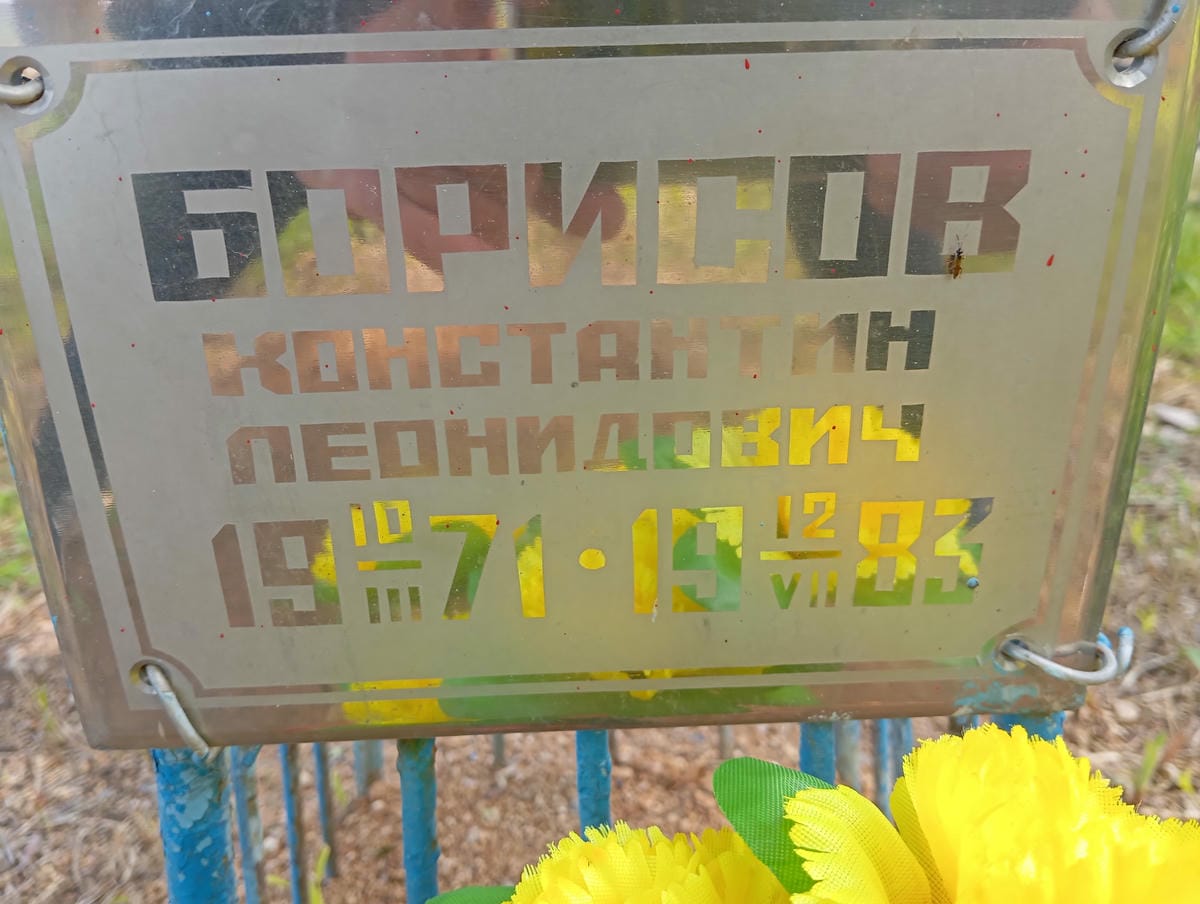 БОРИСОВ
КОНСТАНТИН
ЛЕОНИДОВИЧ
19 10/III 71 · 19 12/VII 83